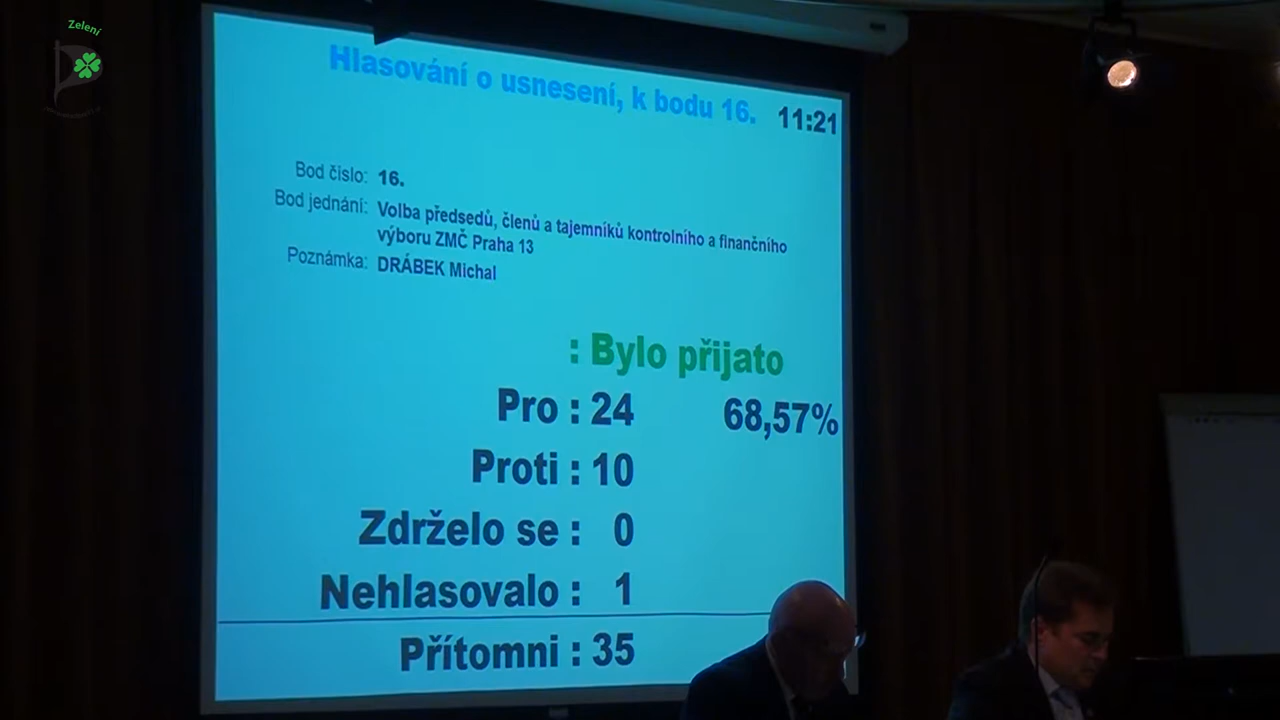 Zelení
Hlasování o usnesení, k bodu 16. 11:21
Bod číslo: 16.
Bod jednání: Volba předsedů, členů a tajemníků kontrolního a finančního
výboru ZMČ Praha 13
Poznámka: DRÁBEK Michal
: Bylo přijato
Pro : 24 68,57%
Proti : 10
Zdrželo se : 0
Nehlasovalo : 1
Přítomni : 35